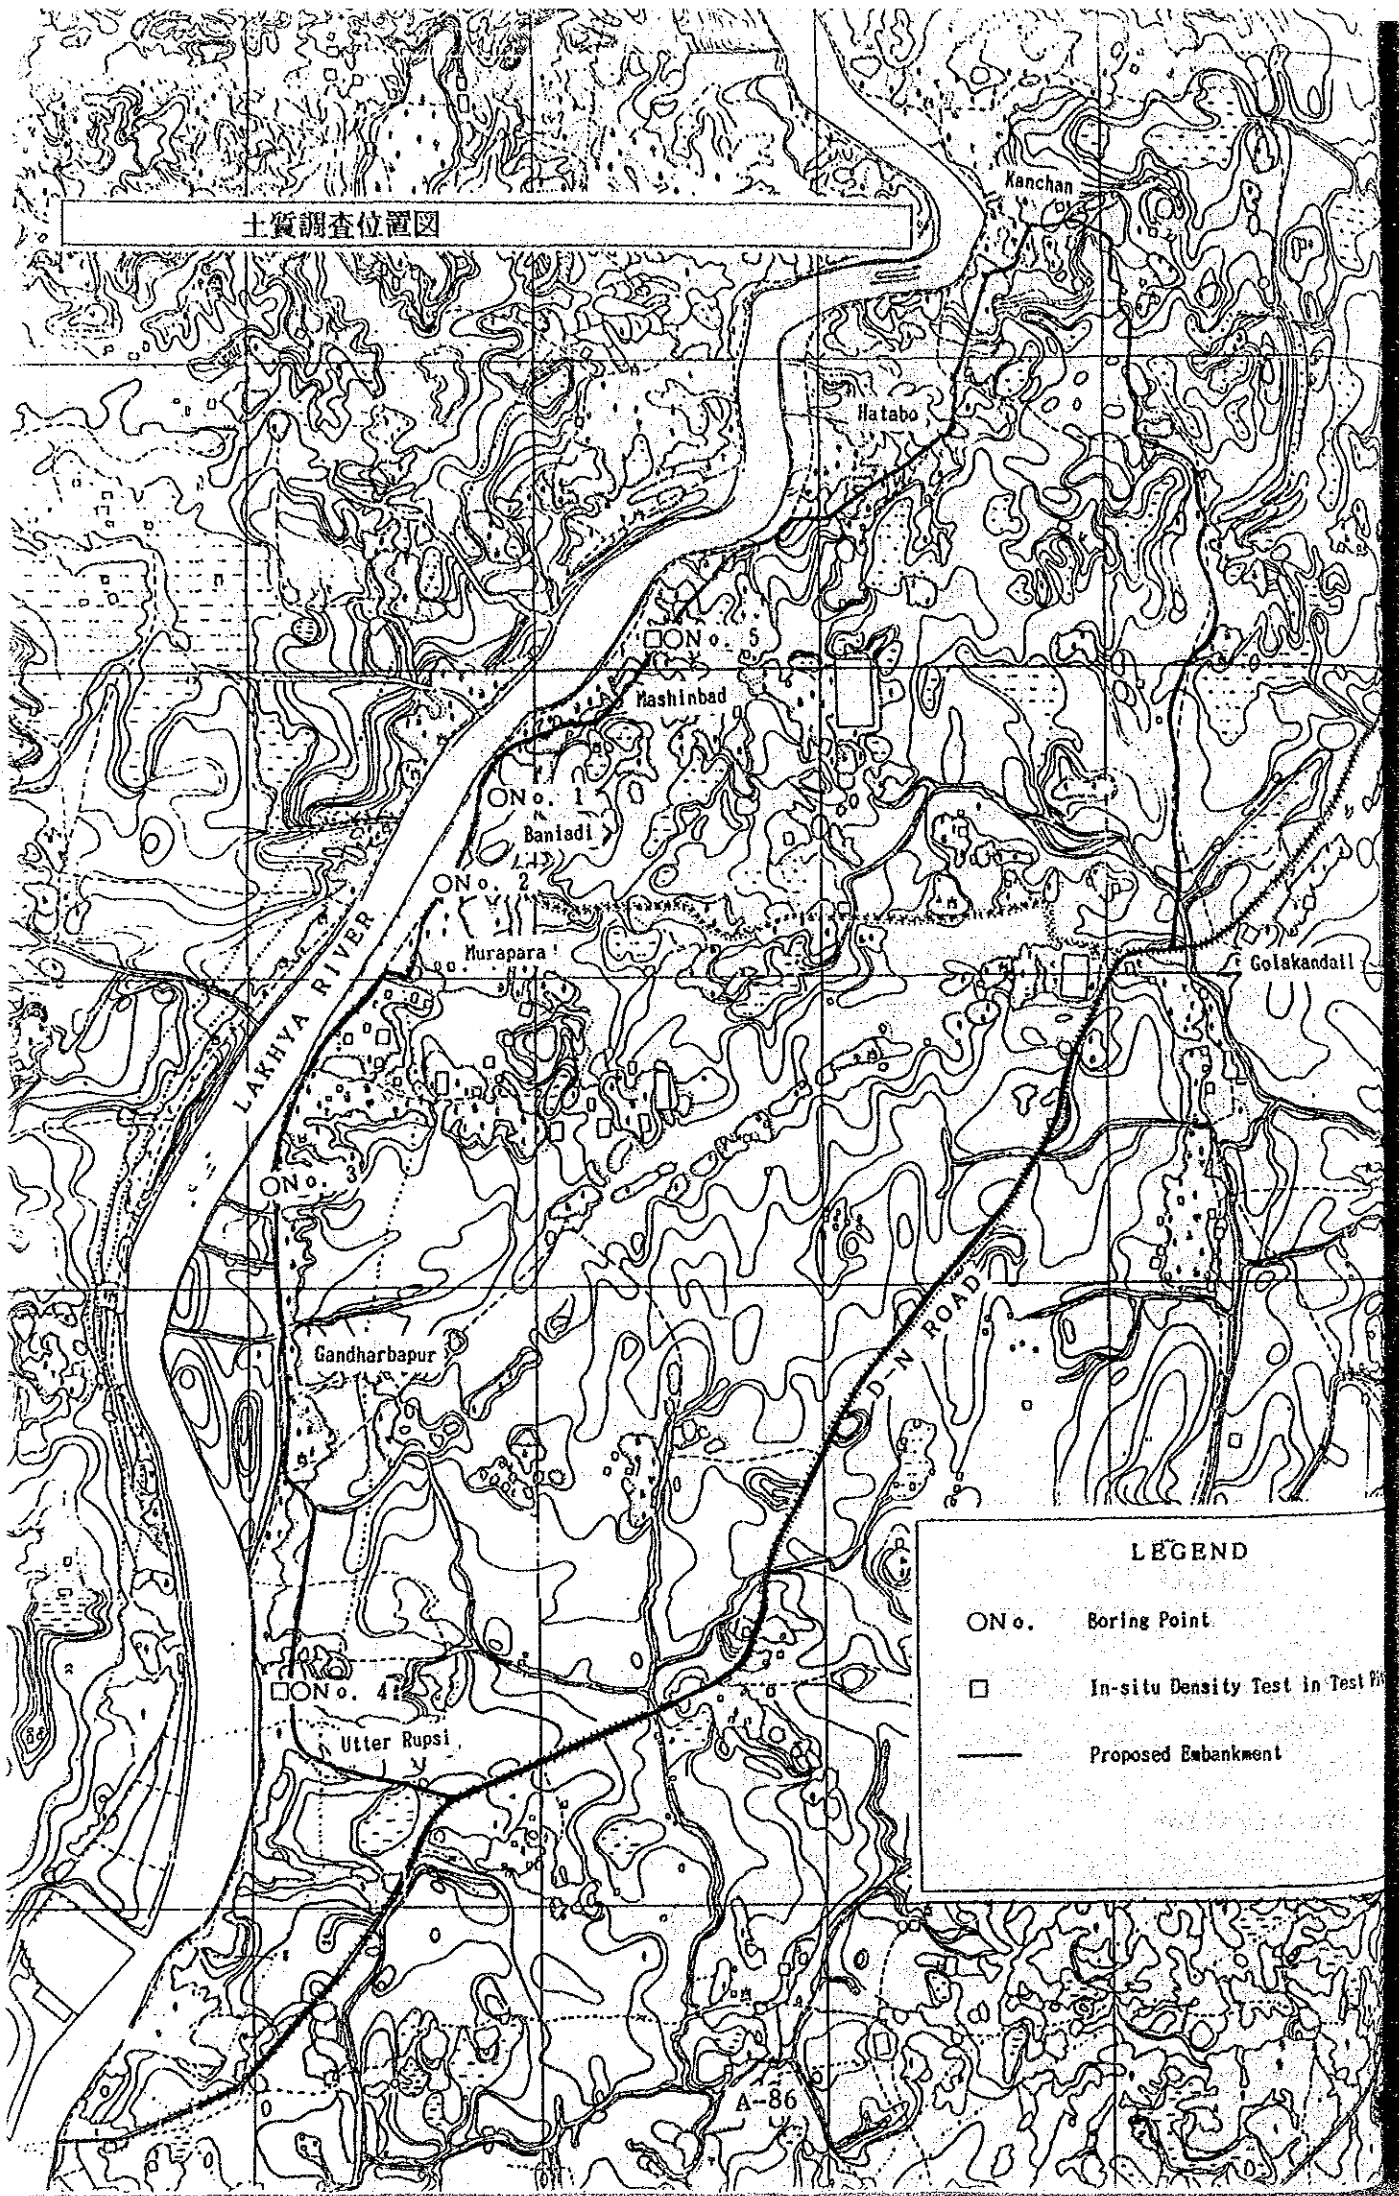 Kanchan
土質調査位置図
Hatabo
□○No. 5
Mashinbad
○No. 1
Baniadi
○No. 2
Murapara
Golakandail
LAKHYA RIVER
○No. 3
D-N ROAD
Gandharbapur
LEGEND
○No. Boring Point
□ In-situ Density Test in Test
Proposed Embankment
□○No. 4
Utter Rupsi
A-86